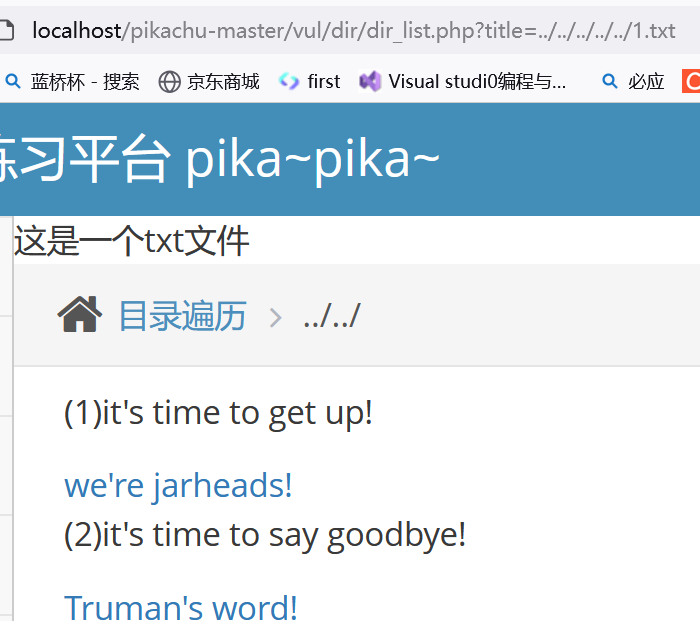 localhost/pikachu-master/vul/dir/dir_list.php?title=../../../../../1.txt
蓝桥杯 - 搜索 京东商城 first Visual studi0编程与... 必应
练习平台 pika~pika~
这是一个txt文件
目录遍历 > ../../
(1)it's time to get up!
we're jarheads!
(2)it's time to say goodbye!
Truman's word!